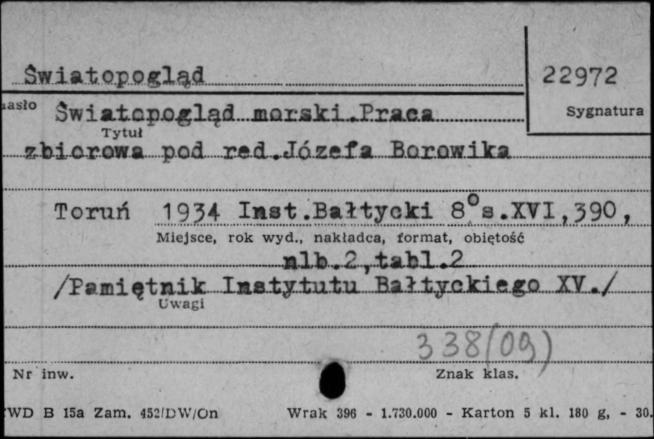 Światopogląd
22972
hasło
Światopogląd morski.Praca
Sygnatura
Tytuł
zbiorowa pod red.Józefa Borowika
Toruń 1934 Inst.Bałtycki 8°s.XVI,390,
Miejsce, rok wyd., nakładca, format, objętość
nlb.2,tabl.2
/Pamiętnik Instytutu Bałtyckiego XV./
Uwagi
338(09)
Nr inw.
Znak klas.
WD B 15a Zam. 452/DW/On Wrak 396 - 1.730.000 - Karton 5 kl. 180 g, - 30.